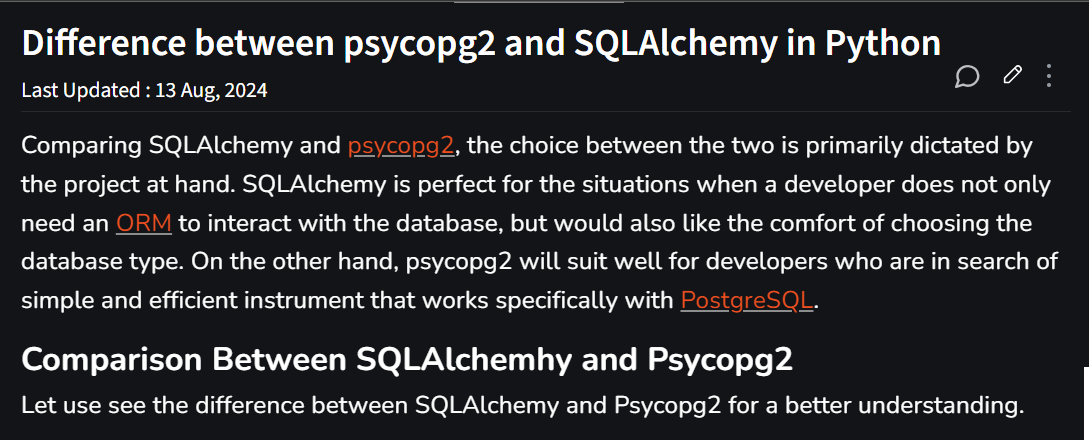 Difference between psycopg2 and SQLAlchemy in Python
Last Updated : 13 Aug, 2024
Comparing SQLAlchemy and psycopg2, the choice between the two is primarily dictated by
the project at hand. SQLAlchemy is perfect for the situations when a developer does not only
need an ORM to interact with the database, but would also like the comfort of choosing the
database type. On the other hand, psycopg2 will suit well for developers who are in search of
simple and efficient instrument that works specifically with PostgreSQL.
Comparison Between SQLAlchemhy and Psycopg2
Let use see the difference between SQLAlchemy and Psycopg2 for a better understanding.